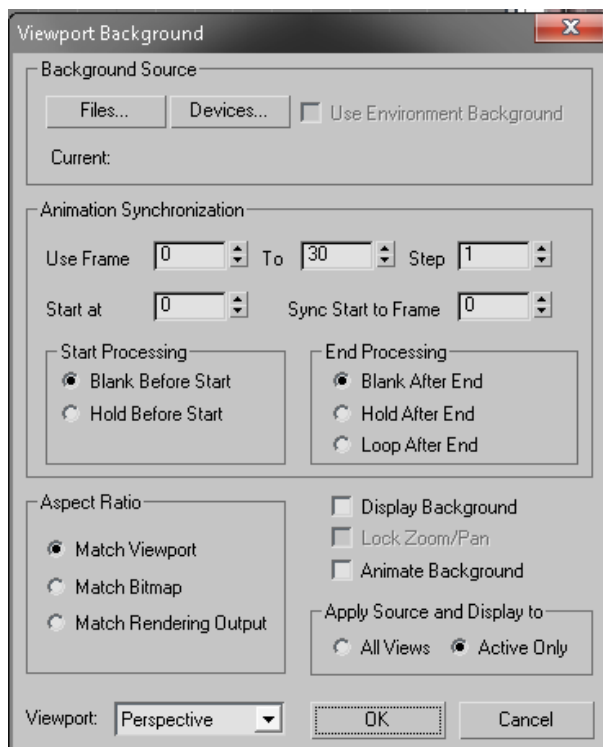 Viewport Background
Background Source
Files... Devices... Use Environment Background
Current:
Animation Synchronization
Use Frame 0 To 30 Step 1
Start at 0 Sync Start to Frame 0
Start Processing
Blank Before Start
Hold Before Start
End Processing
Blank After End
Hold After End
Loop After End
Aspect Ratio
Match Viewport
Match Bitmap
Match Rendering Output
Display Background
Lock Zoom/Pan
Animate Background
Apply Source and Display to
All Views Active Only
Viewport: Perspective OK Cancel